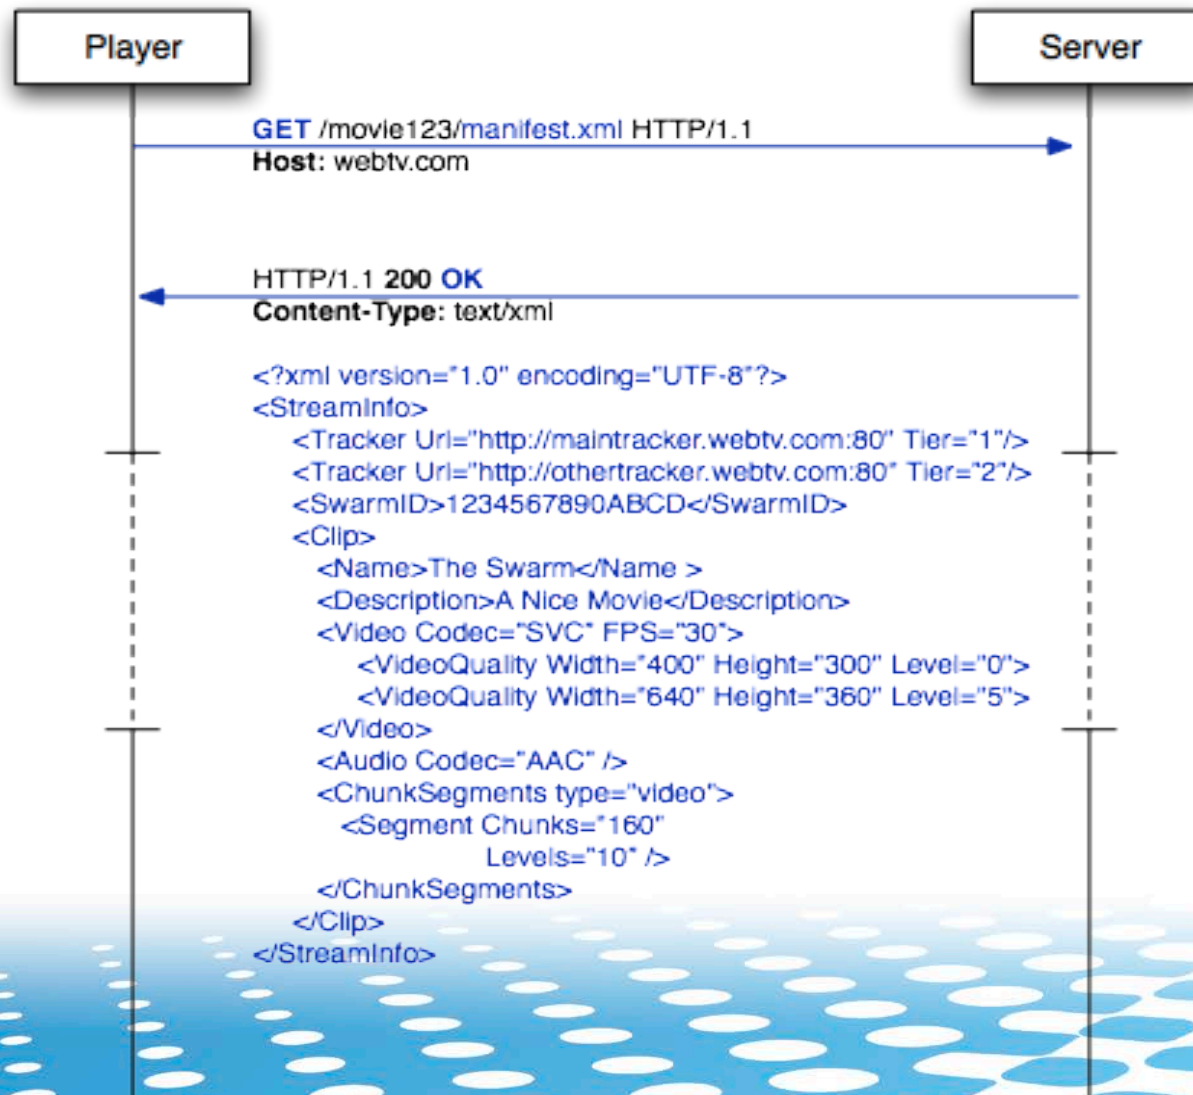 Player
Server
GET /movie123/manifest.xml HTTP/1.1
Host: webtv.com
HTTP/1.1 200 OK
Content-Type: text/xml
<?xml version="1.0" encoding="UTF-8"?>
<StreamInfo>
<Tracker Url="http://maintracker.webtv.com:80" Tier="1"/>
<Tracker Url="http://othertracker.webtv.com:80" Tier="2"/>
<SwarmID>1234567890ABCD</SwarmID>
<Clip>
<Name>The Swarm</Name >
<Description>A Nice Movie</Description>
<Video Codec="SVC" FPS="30">
<VideoQuality Width="400" Height="300" Level="0">
<VideoQuality Width="640" Height="360" Level="5">
</Video>
<Audio Codec="AAC" />
<ChunkSegments type="video">
<Segment Chunks="160"
Levels="10" />
</ChunkSegments>
</Clip>
</StreamInfo>